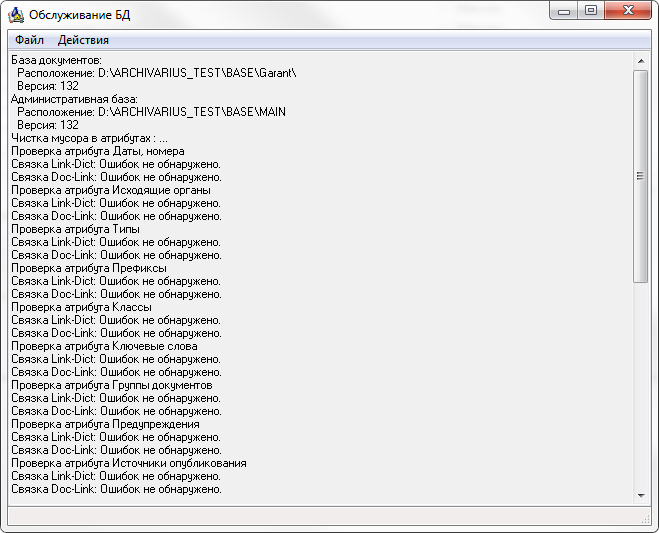 Обслуживание БД
Файл Действия
База документов:
Расположение: D:\ARCHIVARIUS_TEST\BASE\Garant\
Версия: 132
Административная база:
Расположение: D:\ARCHIVARIUS_TEST\BASE\MAIN
Версия: 132
Чистка мусора в атрибутах : ...
Проверка атрибута Даты, номера
Связка Link-Dict: Ошибок не обнаружено.
Связка Doc-Link: Ошибок не обнаружено.
Проверка атрибута Исходящие органы
Связка Link-Dict: Ошибок не обнаружено.
Связка Doc-Link: Ошибок не обнаружено.
Проверка атрибута Типы
Связка Link-Dict: Ошибок не обнаружено.
Связка Doc-Link: Ошибок не обнаружено.
Проверка атрибута Префиксы
Связка Link-Dict: Ошибок не обнаружено.
Связка Doc-Link: Ошибок не обнаружено.
Проверка атрибута Классы
Связка Link-Dict: Ошибок не обнаружено.
Связка Doc-Link: Ошибок не обнаружено.
Проверка атрибута Ключевые слова
Связка Link-Dict: Ошибок не обнаружено.
Связка Doc-Link: Ошибок не обнаружено.
Проверка атрибута Группы документов
Связка Link-Dict: Ошибок не обнаружено.
Связка Doc-Link: Ошибок не обнаружено.
Проверка атрибута Предупреждения
Связка Link-Dict: Ошибок не обнаружено.
Связка Doc-Link: Ошибок не обнаружено.
Проверка атрибута Источники опубликования
Связка Link-Dict: Ошибок не обнаружено.
Связка Doc-Link: Ошибок не обнаружено.